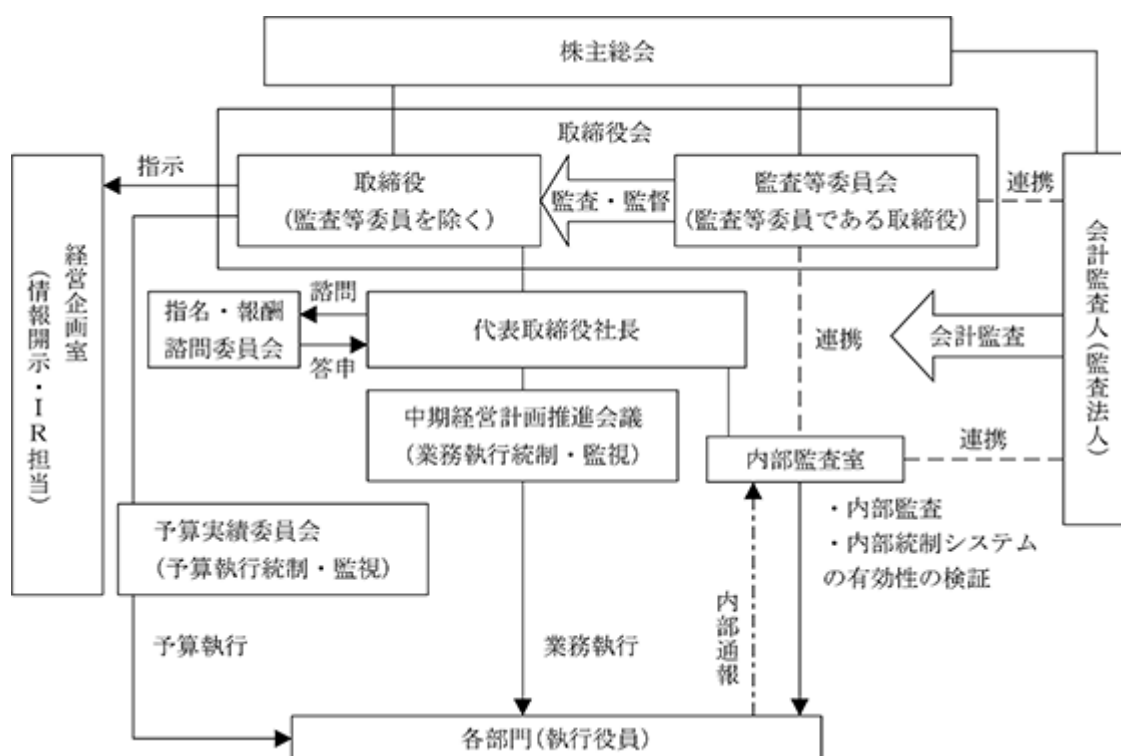 株主総会
取締役会
指示
取締役
(監査等委員を除く)
監査・監督
監査等委員会
(監査等委員である取締役)
連携
会計監査人(監査法人)
経営企画室
(情報開示・IR担当)
指名・報酬
諮問委員会
諮問
答申
代表取締役社長
連携
会計監査
中期経営計画推進会議
(業務執行統制・監視)
内部監査室
連携
・内部監査
・内部統制システム
の有効性の検証
予算実績委員会
(予算執行統制・監視)
予算執行
業務執行
内部通報
各部門(執行役員)